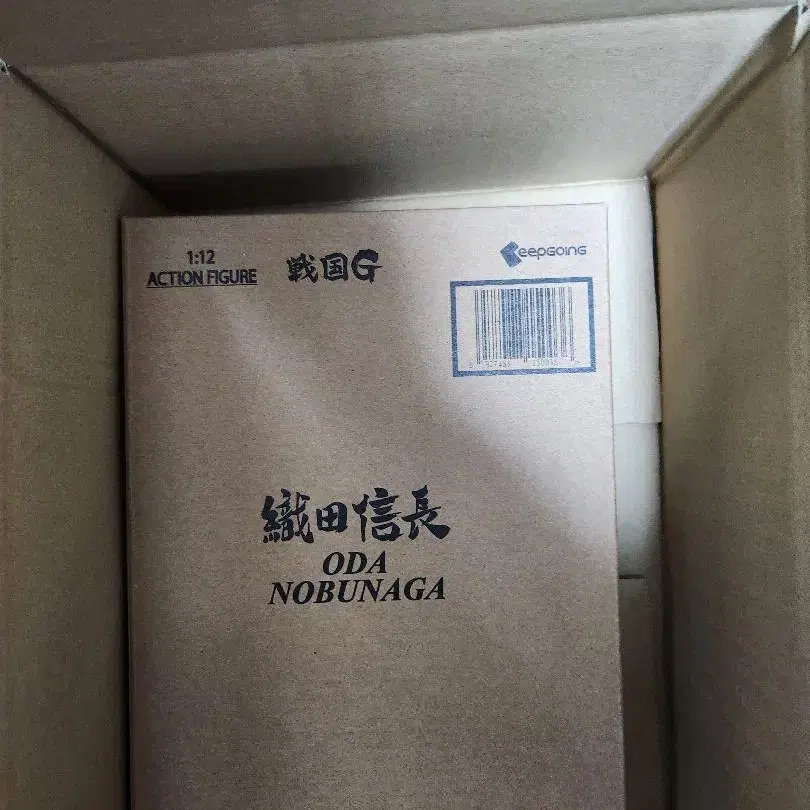 1:12
ACTION FIGURE
戦国G
KEEPGOING
織田信長
ODA
NOBUNAGA